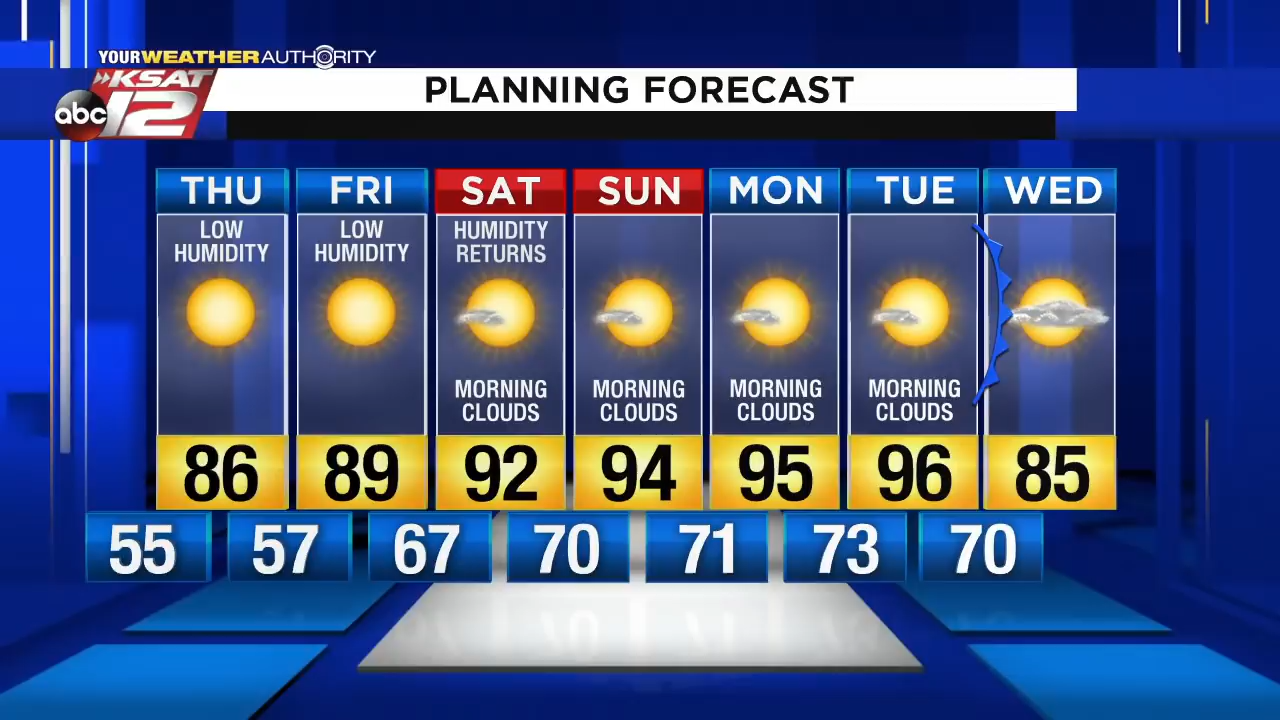 YOURWEATHERAUTHORITY
KSAT
abc 12
PLANNING FORECAST
THU FRI SAT SUN MON TUE WED
LOW HUMIDITY
LOW HUMIDITY
HUMIDITY RETURNS
MORNING CLOUDS
MORNING CLOUDS
MORNING CLOUDS
MORNING CLOUDS
86 89 92 94 95 96 85
55 57 67 70 71 73 70